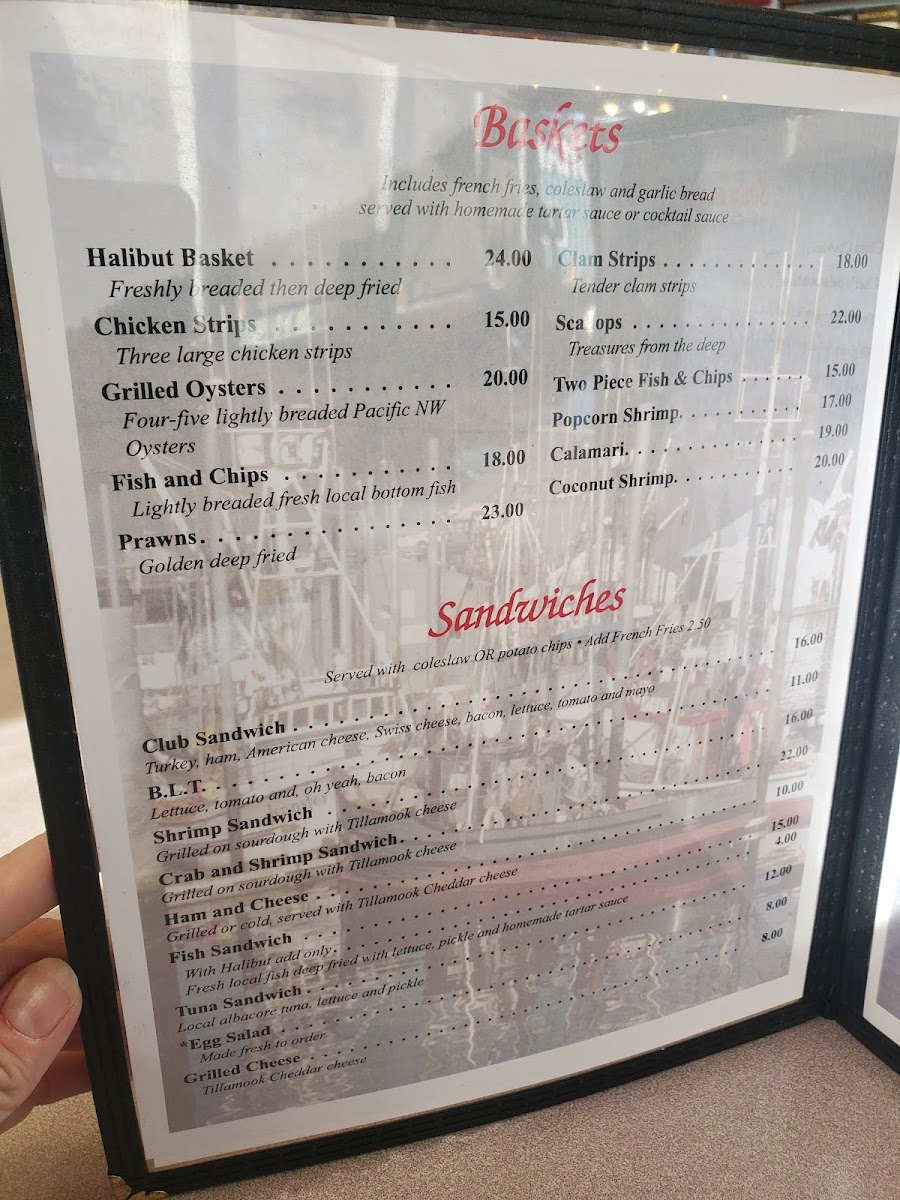 Baskets
Includes french fries, coleslaw and garlic bread
served with homemade tartar sauce or cocktail sauce
Halibut Basket . . . . . . . . . . . 24.00
Freshly breaded then deep fried
Chicken Strips . . . . . . . . . . . 15.00
Three large chicken strips
Grilled Oysters . . . . . . . . . . . 20.00
Four-five lightly breaded Pacific NW
Oysters
Fish and Chips . . . . . . . . . . . 18.00
Lightly breaded fresh local bottom fish
Prawns. . . . . . . . . . . . . . . . 23.00
Golden deep fried
Clam Strips . . . . . . . . . . . . . 18.00
Tender clam strips
Scallops . . . . . . . . . . . . . . . 22.00
Treasures from the deep
Two Piece Fish & Chips . . . . . . 15.00
Popcorn Shrimp. . . . . . . . . . . 17.00
Calamari. . . . . . . . . . . . . . . 19.00
Coconut Shrimp. . . . . . . . . . . 20.00
Sandwiches
Served with coleslaw OR potato chips • Add French Fries 2.50
Club Sandwich . . . . . . . . . . . . . . . . . . . . 16.00
Turkey, ham, American cheese, Swiss cheese, bacon, lettuce, tomato and mayo
B.L.T. . . . . . . . . . . . . . . . . . . . . . . . . 11.00
Lettuce, tomato and, oh yeah, bacon
Shrimp Sandwich . . . . . . . . . . . . . . . . . . . 16.00
Grilled on sourdough with Tillamook cheese
Crab and Shrimp Sandwich. . . . . . . . . . . . . . . 22.00
Grilled on sourdough with Tillamook cheese
Ham and Cheese . . . . . . . . . . . . . . . . . . . . 10.00
Grilled or cold, served with Tillamook Cheddar cheese
Fish Sandwich . . . . . . . . . . . . . . . . . . . . 15.00
With Halibut add only. . . . . . . . . . . . . . . . . 4.00
Fresh local fish deep fried with lettuce, pickle and homemade tartar sauce
Tuna Sandwich . . . . . . . . . . . . . . . . . . . . 12.00
Local albacore tuna, lettuce and pickle
*Egg Salad . . . . . . . . . . . . . . . . . . . . . . 8.00
Made fresh to order
Grilled Cheese . . . . . . . . . . . . . . . . . . . . 8.00
Tillamook Cheddar cheese